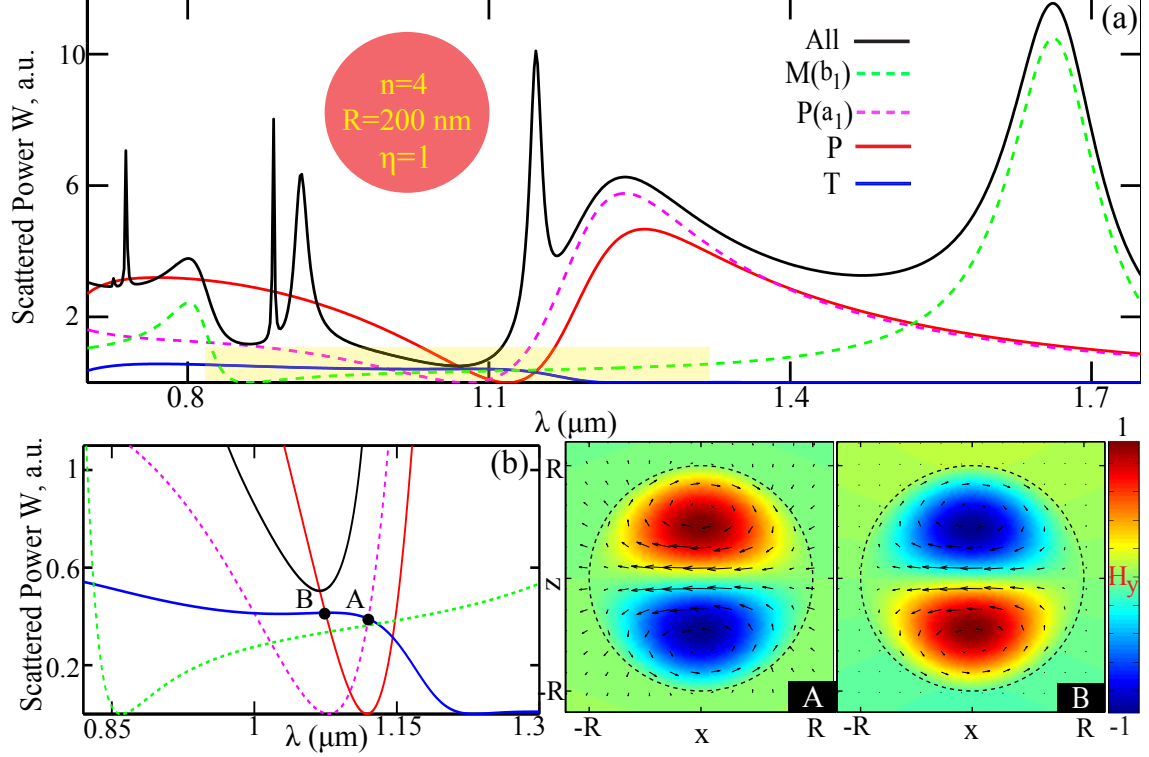 (a)
Scattered Power W, a.u.
10
6
2
n=4
R=200 nm
η=1
All
M(b₁)
P(a₁)
P
T
0.8
1.1
1.4
1.7
λ (μm)
(b)
Scattered Power W, a.u.
1
0.6
0.2
B
A
0.85
1
1.15
1.3
λ (μm)
R
z
-R
A
-R
x
R
B
-R
x
R
1
Hy
-1